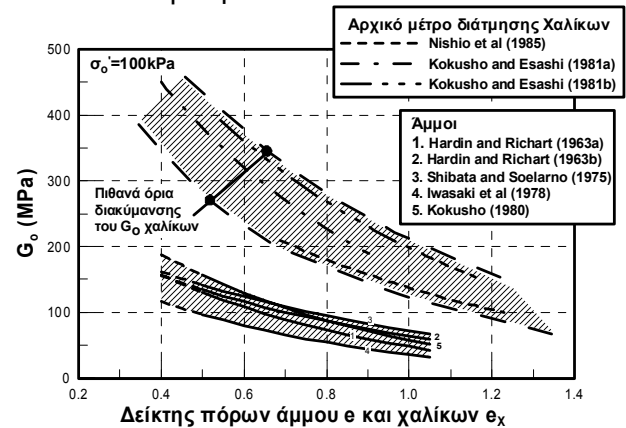 Αρχικό μέτρο διάτμησης Χαλίκων
Nishio et al (1985)
Kokusho and Esashi (1981a)
Kokusho and Esashi (1981b)
Άμμοι
1. Hardin and Richart (1963a)
2. Hardin and Richart (1963b)
3. Shibata and Soelarno (1975)
4. Iwasaki et al (1978)
5. Kokusho (1980)
σο'=100kPa
Πιθανά όρια
διακύμανσης
του Go χαλίκων
Go (MPa)
500
400
300
200
100
0
3
1
2
5
4
0.2 0.4 0.6 0.8 1.0 1.2 1.4
Δείκτης πόρων άμμου e και χαλίκων eχ